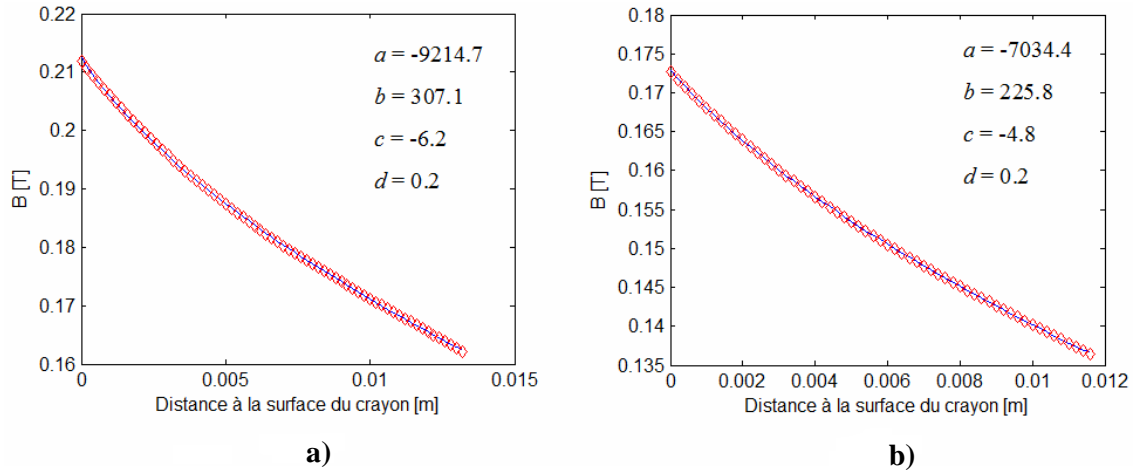 0.22
0.21
0.2
0.19
0.18
0.17
0.16
B [T]
0
0.005
0.01
0.015
Distance à la surface du crayon [m]
a = -9214.7
b = 307.1
c = -6.2
d = 0.2
a)
0.18
0.175
0.17
0.165
0.16
0.155
0.15
0.145
0.14
0.135
B [T]
0
0.002
0.004
0.006
0.008
0.01
0.012
Distance à la surface du crayon [m]
a = -7034.4
b = 225.8
c = -4.8
d = 0.2
b)